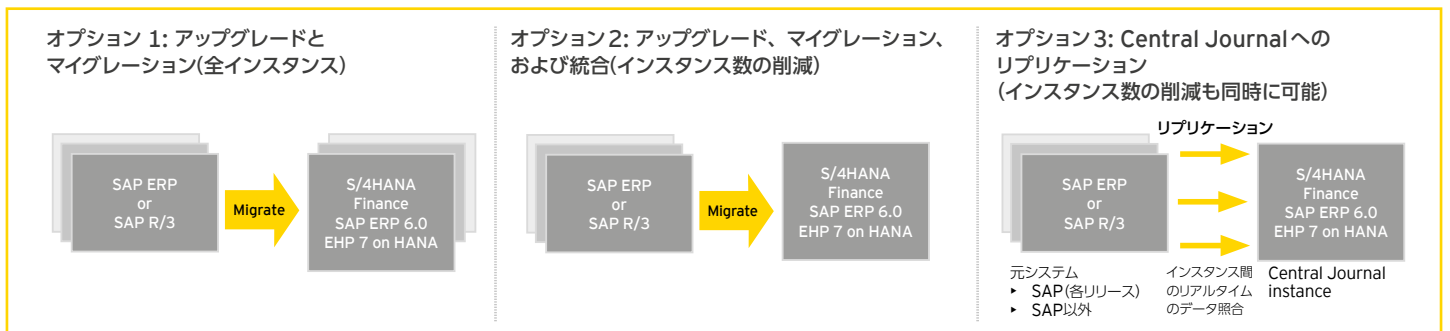 オプション 1: アップグレードと
マイグレーション(全インスタンス)
SAP ERP
or
SAP R/3
Migrate
S/4HANA
Finance
SAP ERP 6.0
EHP 7 on HANA
オプション 2: アップグレード、マイグレーション、
および統合(インスタンス数の削減)
SAP ERP
or
SAP R/3
Migrate
S/4HANA
Finance
SAP ERP 6.0
EHP 7 on HANA
オプション 3: Central Journalへの
リプリケーション
(インスタンス数の削減も同時に可能)
リプリケーション
SAP ERP
or
SAP R/3
S/4HANA
Finance
SAP ERP 6.0
EHP 7 on HANA
元システム
▸ SAP(各リリース)
▸ SAP以外
インスタンス間
のリアルタイム
のデータ照合
Central Journal
instance